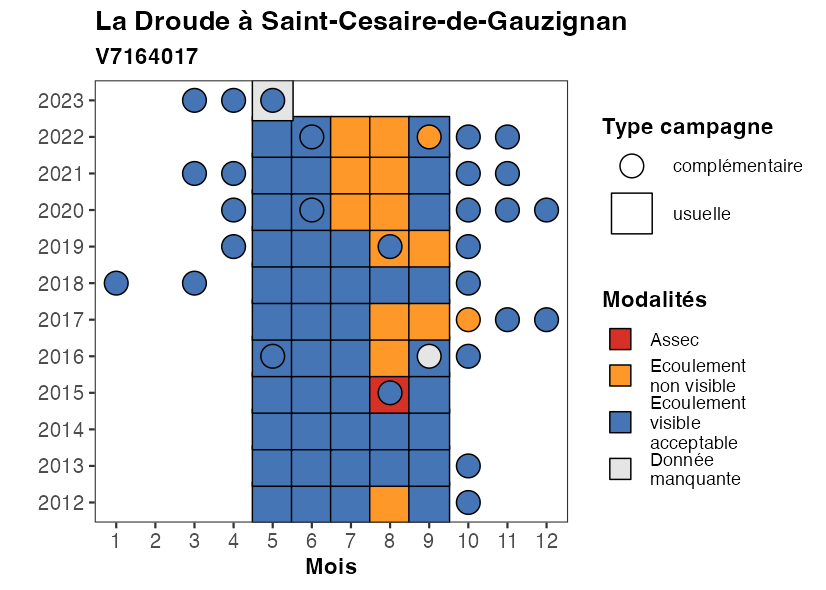 La Droude à Saint-Cesaire-de-Gauzignan
V7164017
2023
2022
2021
2020
2019
2018
2017
2016
2015
2014
2013
2012
1 2 3 4 5 6 7 8 9 10 11 12
Mois
Type campagne
complémentaire
usuelle
Modalités
Assec
Ecoulement
non visible
Ecoulement
visible
acceptable
Donnée
manquante